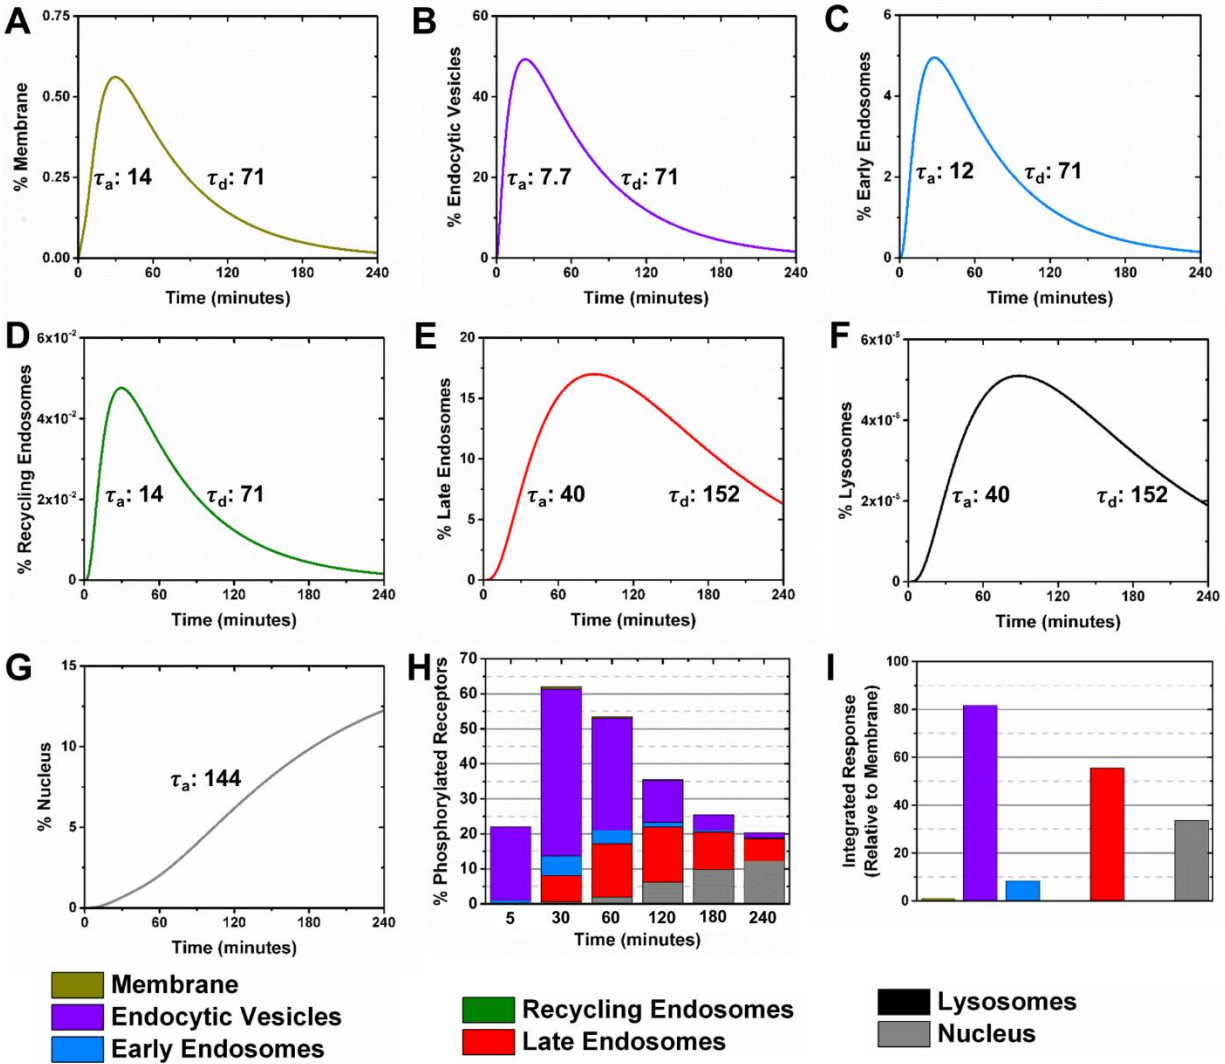 A
% Membrane
0.75
0.50
0.25
0.00
τa: 14
τd: 71
0 60 120 180 240
Time (minutes)
B
% Endocytic Vesicles
60
40
20
0
τa: 7.7
τd: 71
0 60 120 180 240
Time (minutes)
C
% Early Endosomes
6
4
2
0
τa: 12
τd: 71
0 60 120 180 240
Time (minutes)
D
% Recycling Endosomes
6x10-2
4x10-2
2x10-2
0
τa: 14
τd: 71
0 60 120 180 240
Time (minutes)
E
% Late Endosomes
20
15
10
5
0
τa: 40
τd: 152
0 60 120 180 240
Time (minutes)
F
% Lysosomes
6x10-5
4x10-5
2x10-5
0
τa: 40
τd: 152
0 60 120 180 240
Time (minutes)
G
% Nucleus
15
10
5
0
τa: 144
0 60 120 180 240
Time (minutes)
H
% Phosphorylated Receptors
70
60
50
40
30
20
10
0
5 30 60 120 180 240
Time (minutes)
I
Integrated Response
(Relative to Membrane)
100
80
60
40
20
0
Membrane
Endocytic Vesicles
Early Endosomes
Recycling Endosomes
Late Endosomes
Lysosomes
Nucleus